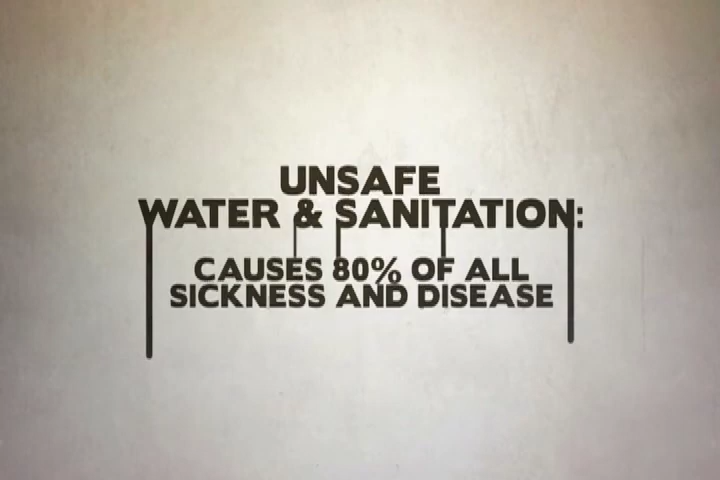 UNSAFE
WATER & SANITATION:
CAUSES 80% OF ALL
SICKNESS AND DISEASE